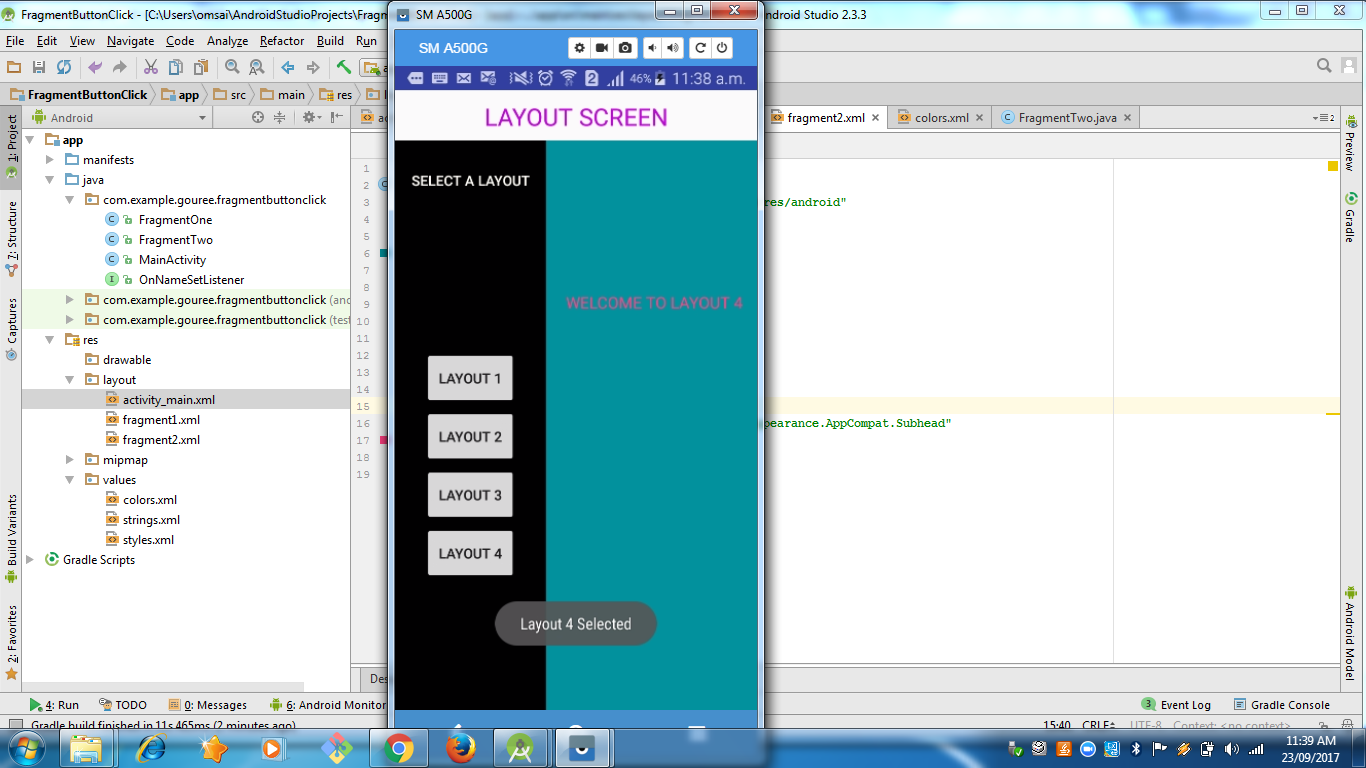 FragmentButtonClick - [C:\Users\omsai\AndroidStudioProjects\Fragm
SM A500G
ndroid Studio 2.3.3
File Edit View Navigate Code Analyze Refactor Build Run
SM A500G
2 46% 11:38 a.m.
FragmentButtonClick app src main res
LAYOUT SCREEN
Android
fragment2.xml colors.xml FragmentTwo.java
1: Project
7: Structure
Captures
Build Variants
2: Favorites
app
manifests
java
com.example.gouree.fragmentbuttonclick
FragmentOne
FragmentTwo
MainActivity
OnNameSetListener
com.example.gouree.fragmentbuttonclick (and
com.example.gouree.fragmentbuttonclick (test
res
drawable
layout
activity_main.xml
fragment1.xml
fragment2.xml
mipmap
values
colors.xml
strings.xml
styles.xml
Gradle Scripts
1
2
3
4
5
6
7
8
9
10
11
12
13
14
15
16
17
18
19
SELECT A LAYOUT
WELCOME TO LAYOUT 4
LAYOUT 1
LAYOUT 2
LAYOUT 3
LAYOUT 4
Layout 4 Selected
res/android"
pearance.AppCompat.Subhead"
Preview
Gradle
Android Model
Des
4: Run TODO 0: Messages 6: Android Monitor
3 Event Log Gradle Console
Gradle build finished in 11s 465ms (2 minutes ago)
15:40 CRLF UTF-8 Context: <no context>
11:39 AM
23/09/2017